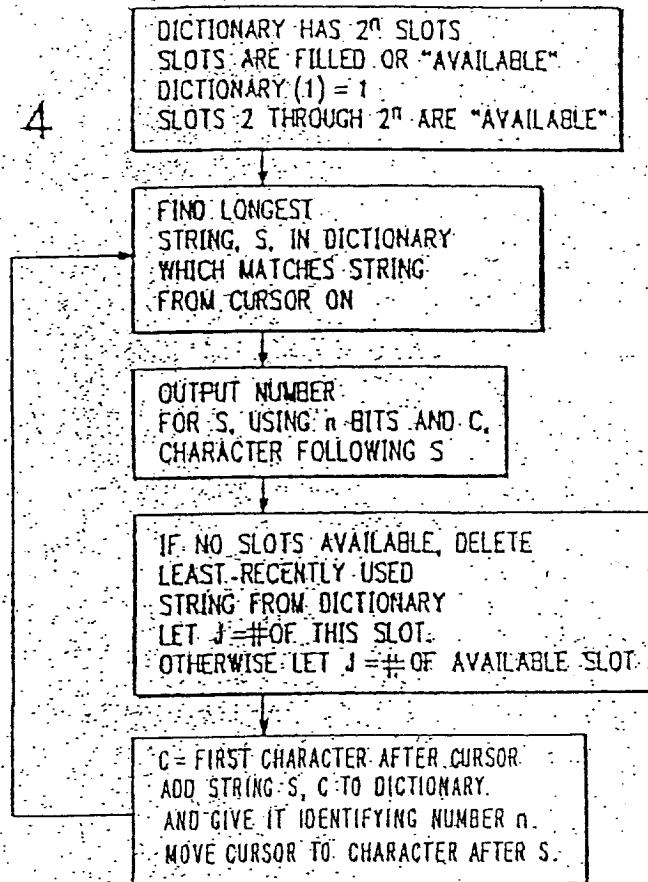 4
DICTIONARY HAS 2ⁿ SLOTS
SLOTS ARE FILLED OR "AVAILABLE"
DICTIONARY (1) = 1
SLOTS 2 THROUGH 2ⁿ ARE "AVAILABLE"
FIND LONGEST
STRING, S, IN DICTIONARY
WHICH MATCHES STRING
FROM CURSOR ON
OUTPUT NUMBER
FOR S, USING n BITS AND C,
CHARACTER FOLLOWING S
IF NO SLOTS AVAILABLE, DELETE
LEAST-RECENTLY USED
STRING FROM DICTIONARY
LET J = # OF THIS SLOT.
OTHERWISE LET J = # OF AVAILABLE SLOT
C = FIRST CHARACTER AFTER CURSOR
ADD STRING S, C TO DICTIONARY.
AND GIVE IT IDENTIFYING NUMBER n.
MOVE CURSOR TO CHARACTER AFTER S.